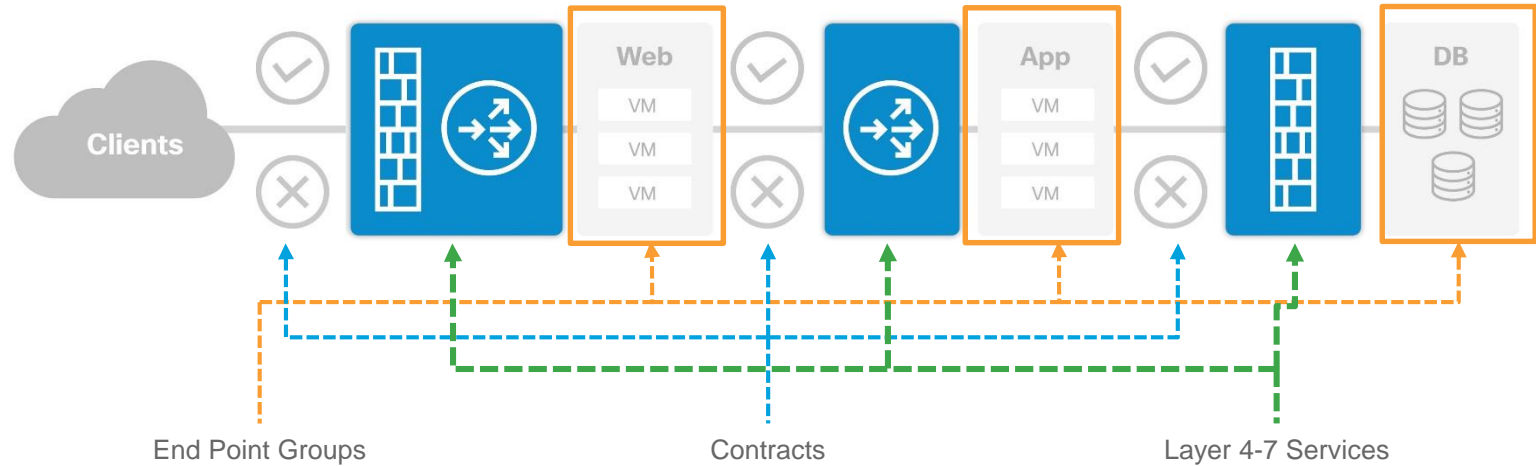 Clients
Web
VM
VM
VM
App
VM
VM
VM
DB
End Point Groups
Contracts
Layer 4-7 Services